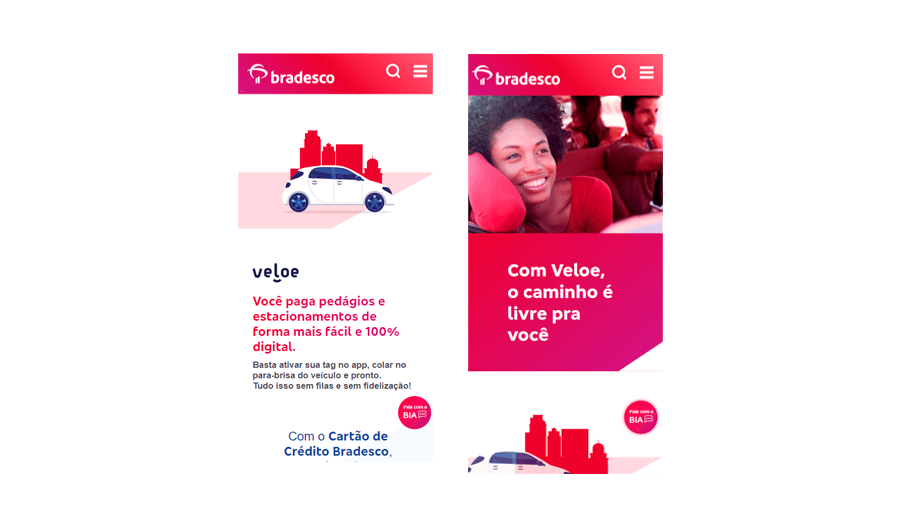 bradesco
veloe
Você paga pedágios e
estacionamentos de
forma mais fácil e 100%
digital.
Basta ativar sua tag no app, colar no
para-brisa do veículo e pronto.
Tudo isso sem filas e sem fidelização!
Fale com a
BIA
Com o Cartão de
Crédito Bradesco,
bradesco
Com Veloe,
o caminho é
livre pra
você
Fale com a
BIA